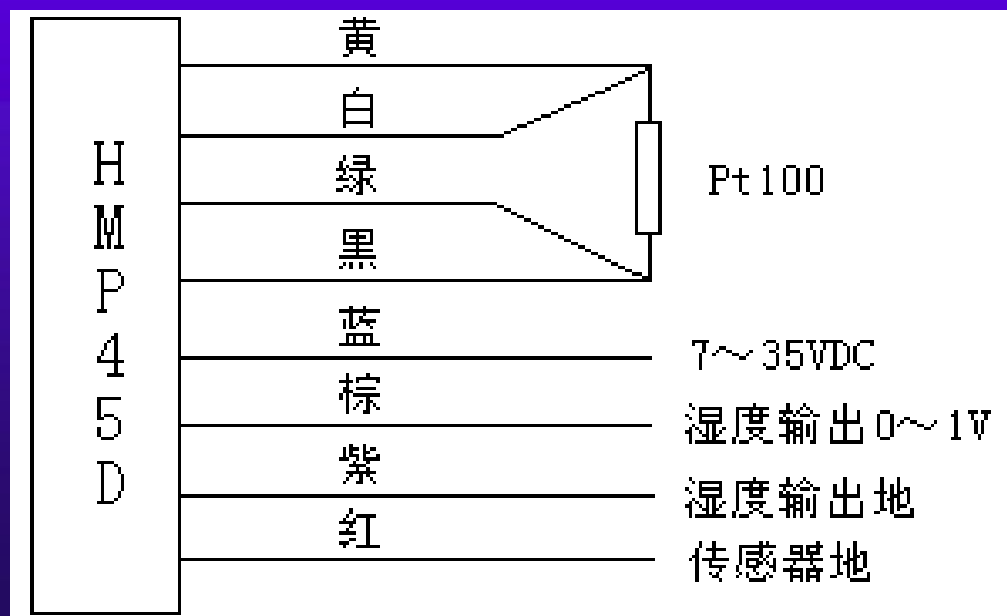 HMP45D
黄
白
绿
黑
Pt100
蓝
7～35VDC
棕
湿度输出0～1V
紫
湿度输出地
红
传感器地